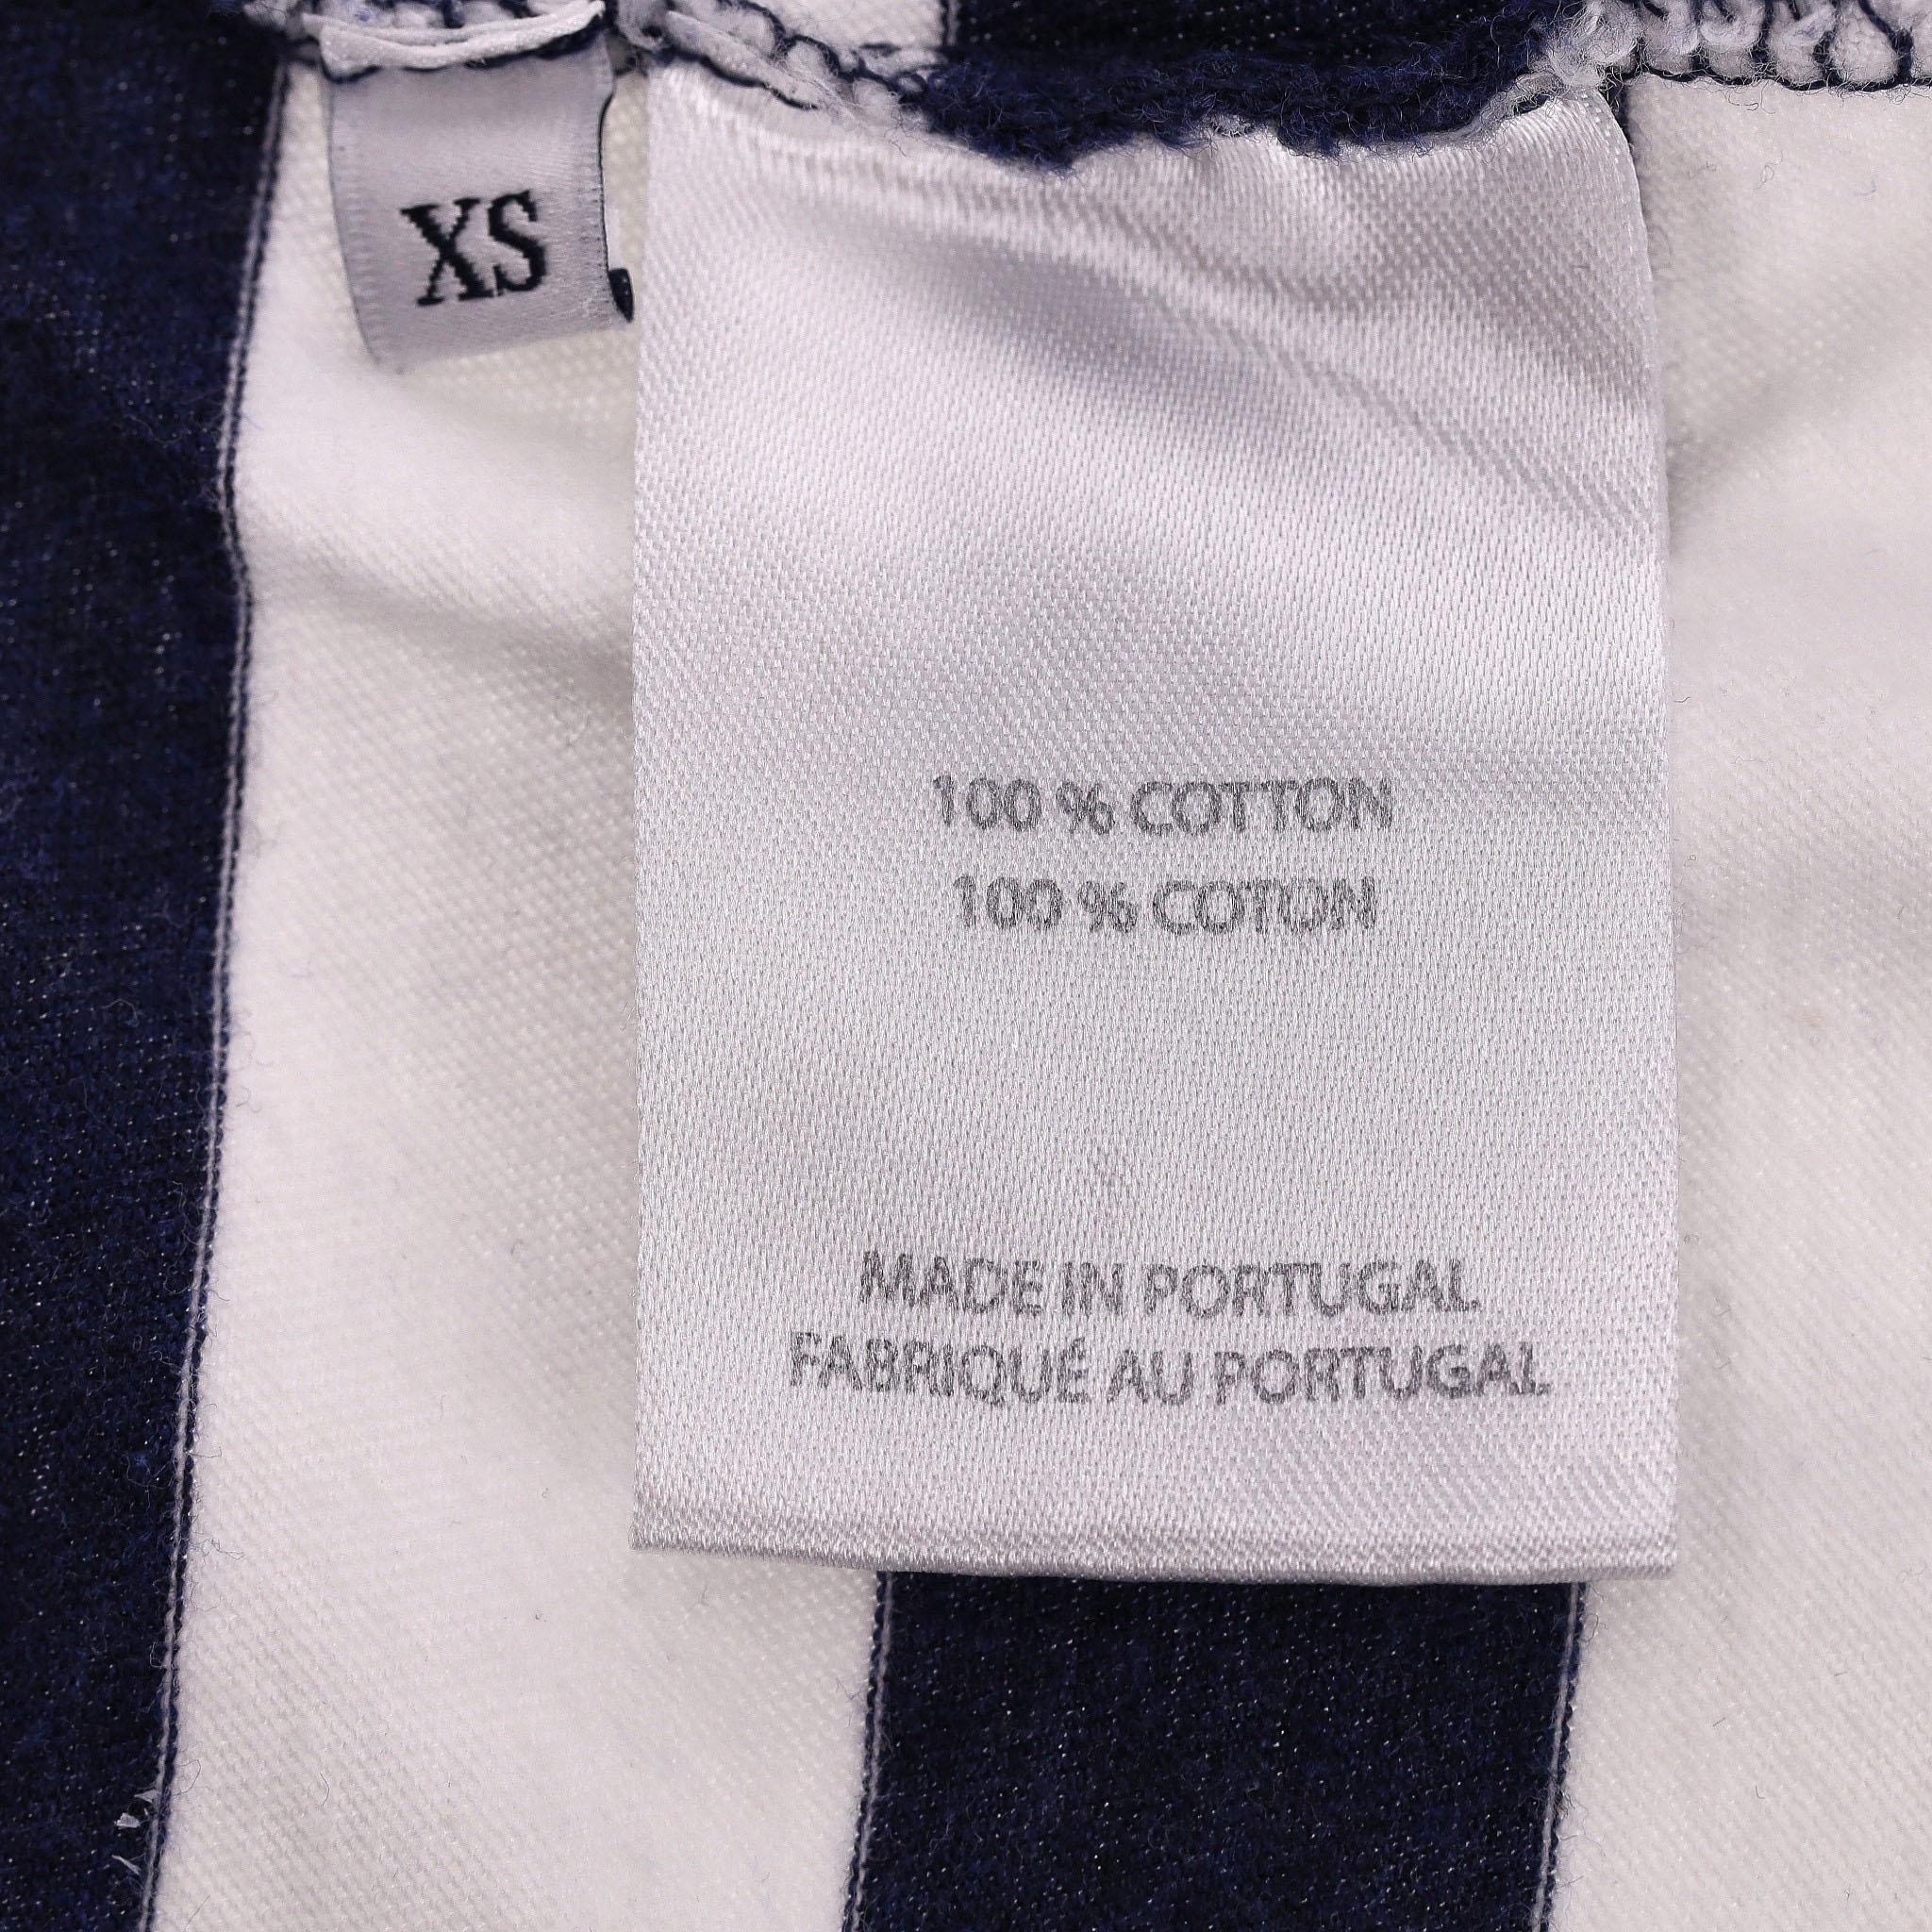 XS
100 % COTTON
100 % COTON
MADE IN PORTUGAL
FABRIQUÉ AU PORTUGAL